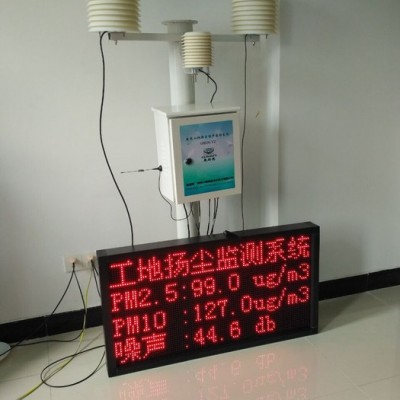 工地扬尘监测系统
PM2.5:99.0 ug/m3
PM10 :127.0ug/m3
噪声 :44.6 db